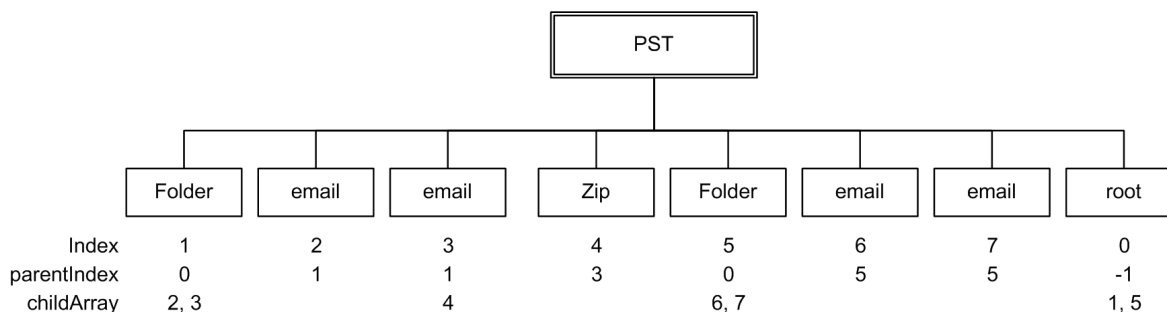 PST
Folder email email Zip Folder email email root
Index 1 2 3 4 5 6 7 0
parentIndex 0 1 1 3 0 5 5 -1
childArray 2, 3 4 6, 7 1, 5